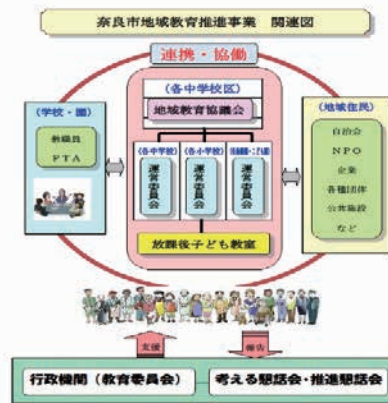 奈良市地域教育推進事業 関連図
連携・協働
(各中学校区)
地域教育協議会
(学校・園)
教職員
PTA
(各中学校)
運営委員会
(各小学校)
運営委員会
運営委員会
放課後子ども教室
(地域住民)
自治会
NPO
企業
各種団体
公共施設
など
支援
報告
行政機関(教育委員会)
考える懇話会・推進懇話会